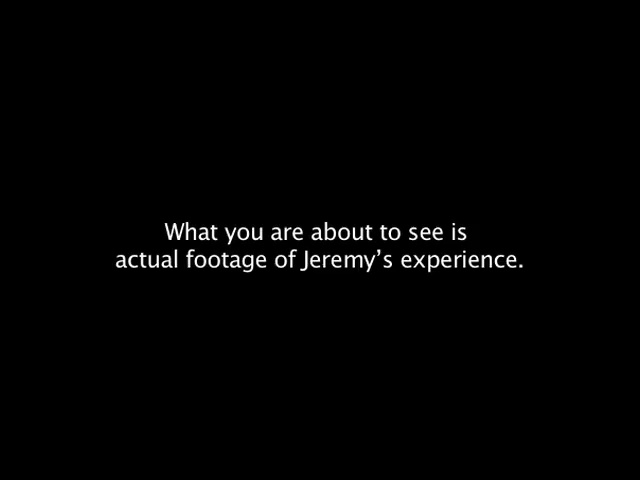 What you are about to see is
actual footage of Jeremy’s experience.